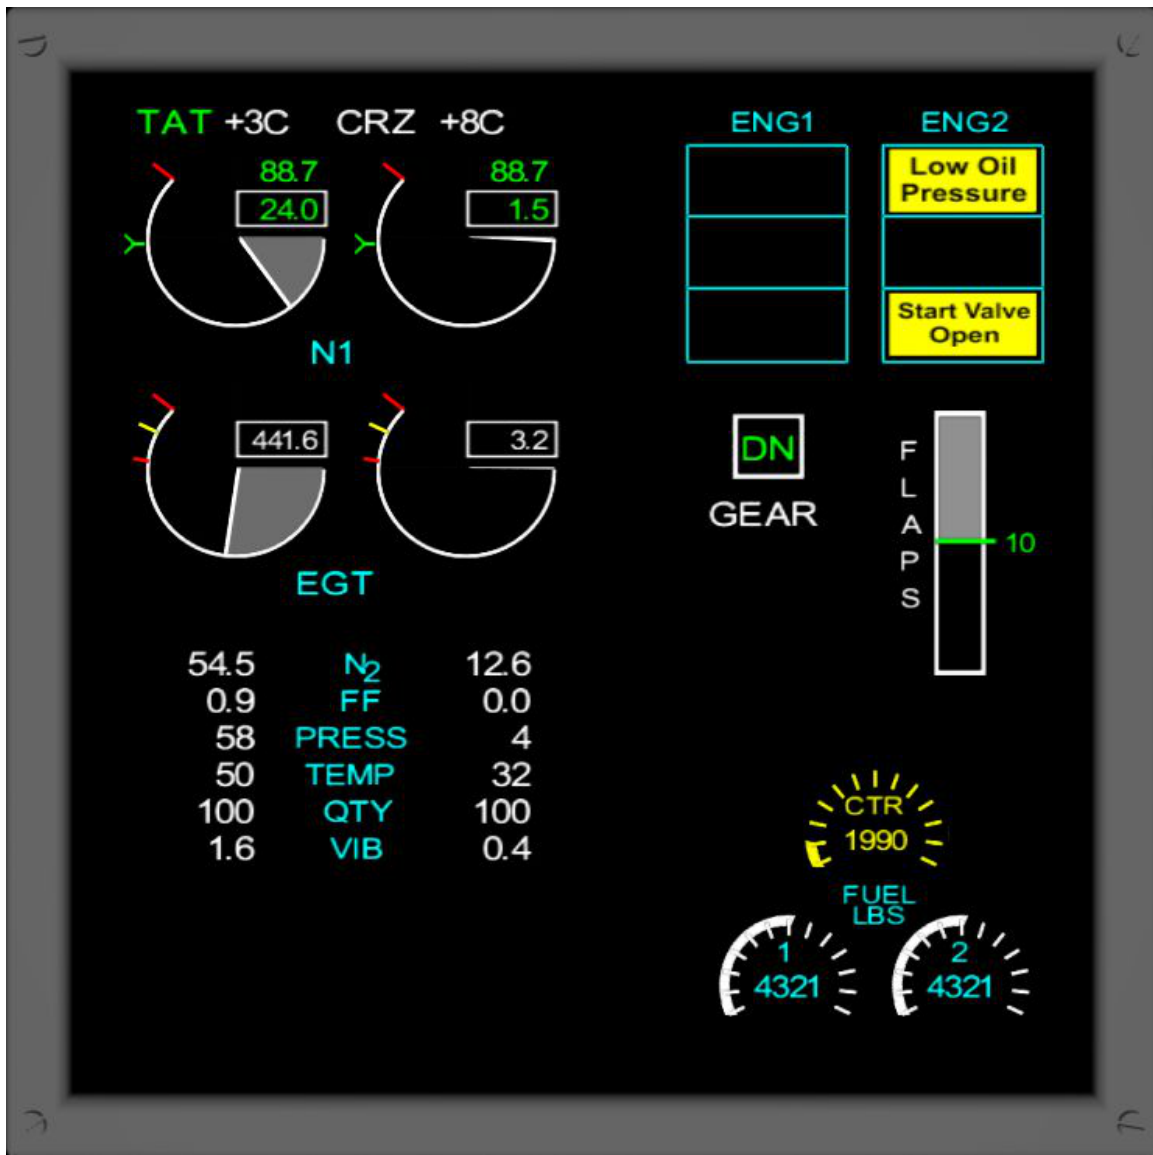 TAT +3C CRZ +8C
88.7 88.7
24.0 1.5
N1
441.6 3.2
EGT
54.5 N2 12.6
0.9 FF 0.0
58 PRESS 4
50 TEMP 32
100 QTY 100
1.6 VIB 0.4
ENG1 ENG2
Low Oil
Pressure
Start Valve
Open
DN
GEAR
FLAPS
10
CTR
1990
FUEL
LBS
1 2
4321 4321